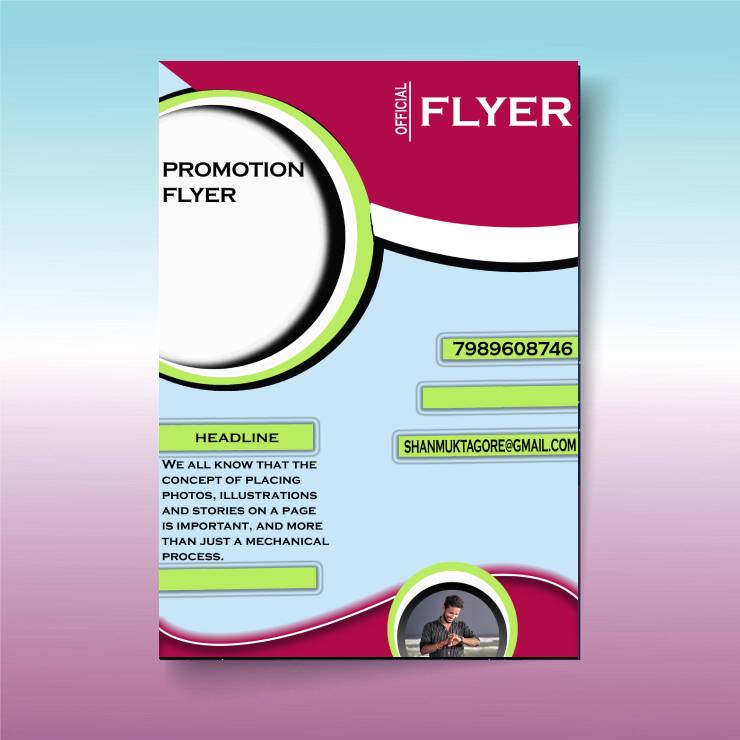 OFFICIAL
FLYER
PROMOTION
FLYER
7989608746
SHANMUKTAGORE@GMAIL.COM
HEADLINE
WE ALL KNOW THAT THE
CONCEPT OF PLACING
PHOTOS, ILLUSTRATIONS
AND STORIES ON A PAGE
IS IMPORTANT, AND MORE
THAN JUST A MECHANICAL
PROCESS.